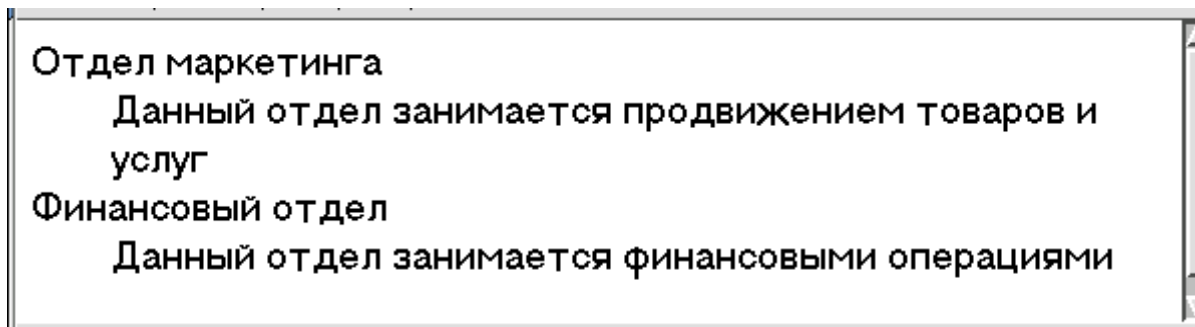 Отдел маркетинга
Данный отдел занимается продвижением товаров и
услуг
Финансовый отдел
Данный отдел занимается финансовыми операциями